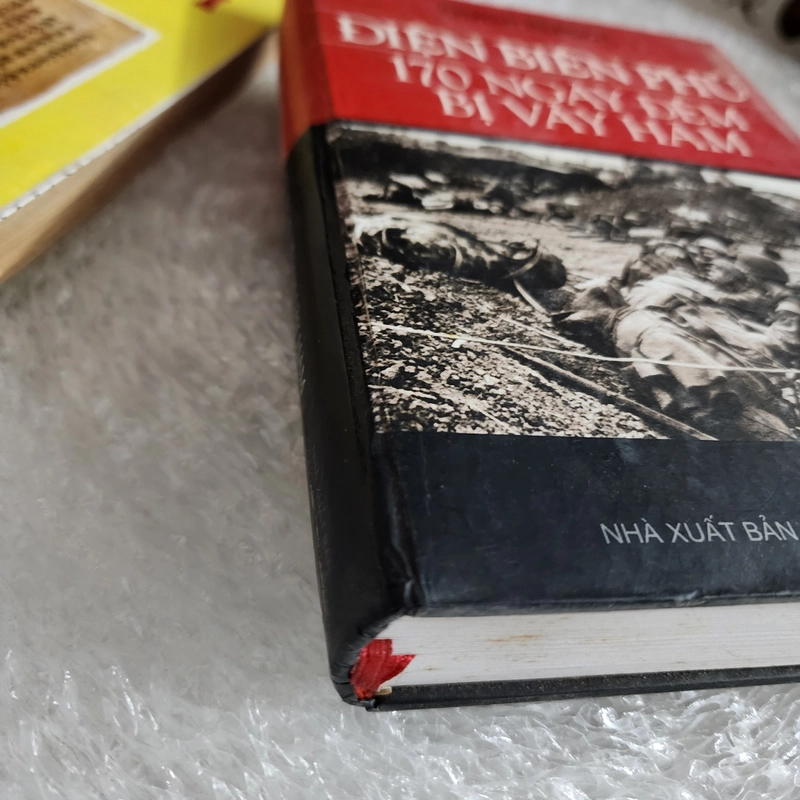 ĐIỆN BIÊN PHỦ
170 NGÀY ĐÊM
BỊ VÂY HÃM
NHÀ XUẤT BẢN